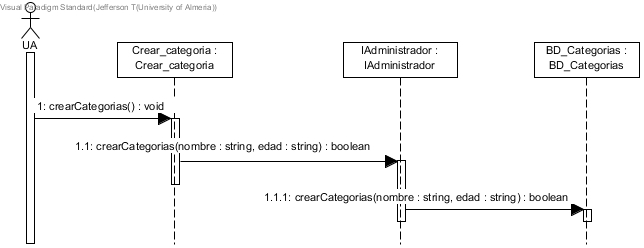 Visual Paradigm Standard(Jefferson T(University of Almeria))
UA
Crear_categoria :
Crear_categoria
IAdministrador :
IAdministrador
BD_Categorias :
BD_Categorias
1: crearCategorias() : void
1.1: crearCategorias(nombre : string, edad : string) : boolean
1.1.1: crearCategorias(nombre : string, edad : string) : boolean